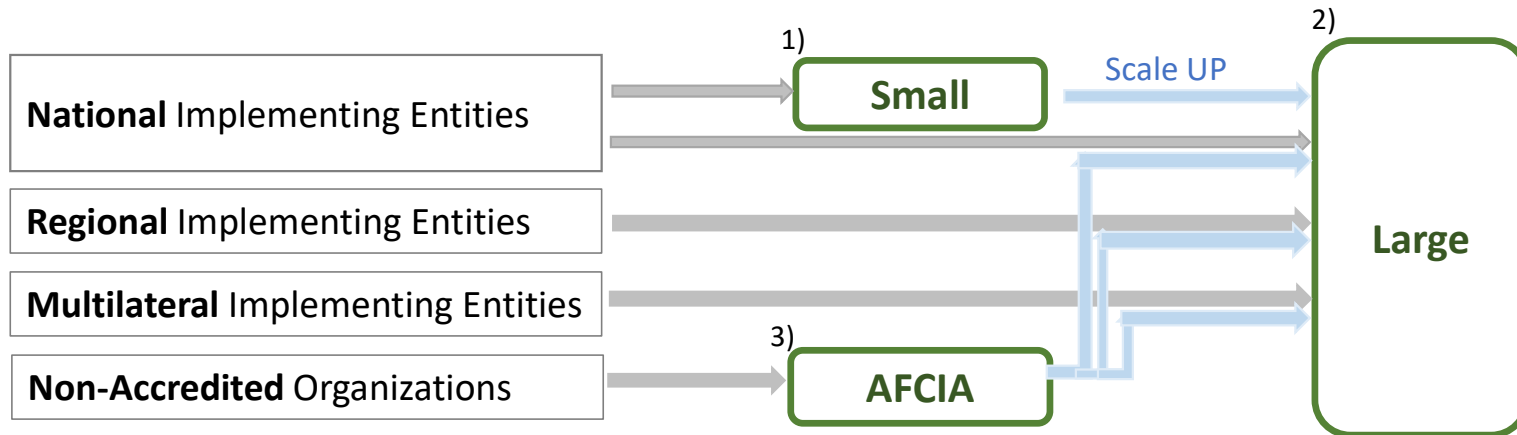 1)
2)
Small
Scale UP
National Implementing Entities
Regional Implementing Entities
Large
Multilateral Implementing Entities
3)
Non-Accredited Organizations
AFCIA